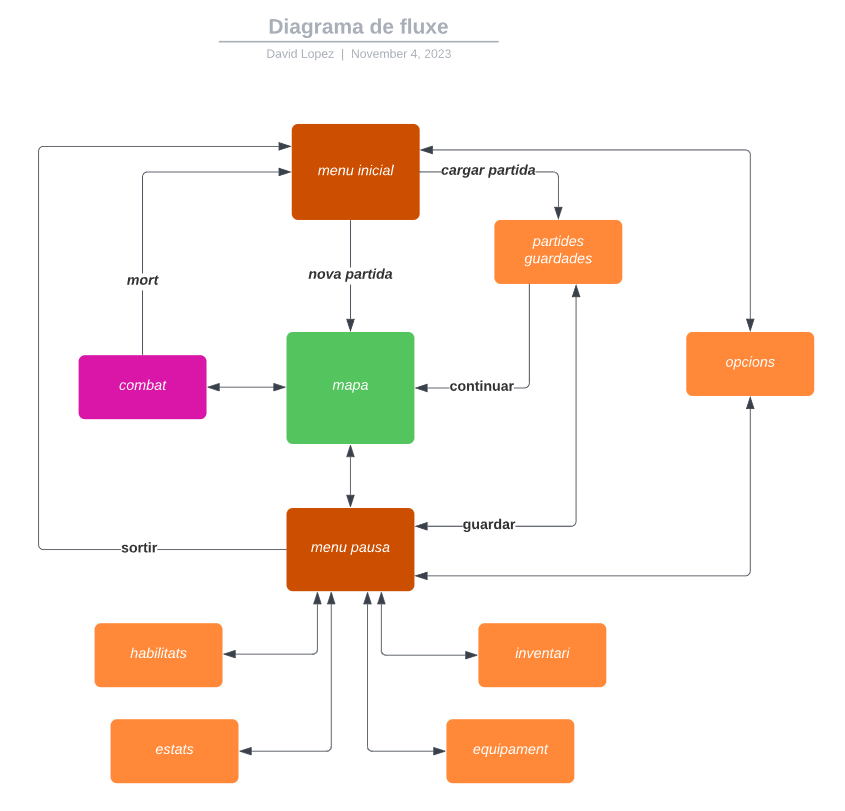 Diagrama de fluxe
David Lopez | November 4, 2023
menu inicial
cargar partida
partides
guardades
nova partida
mort
opcions
combat
mapa
continuar
guardar
menu pausa
sortir
habilitats
inventari
estats
equipament